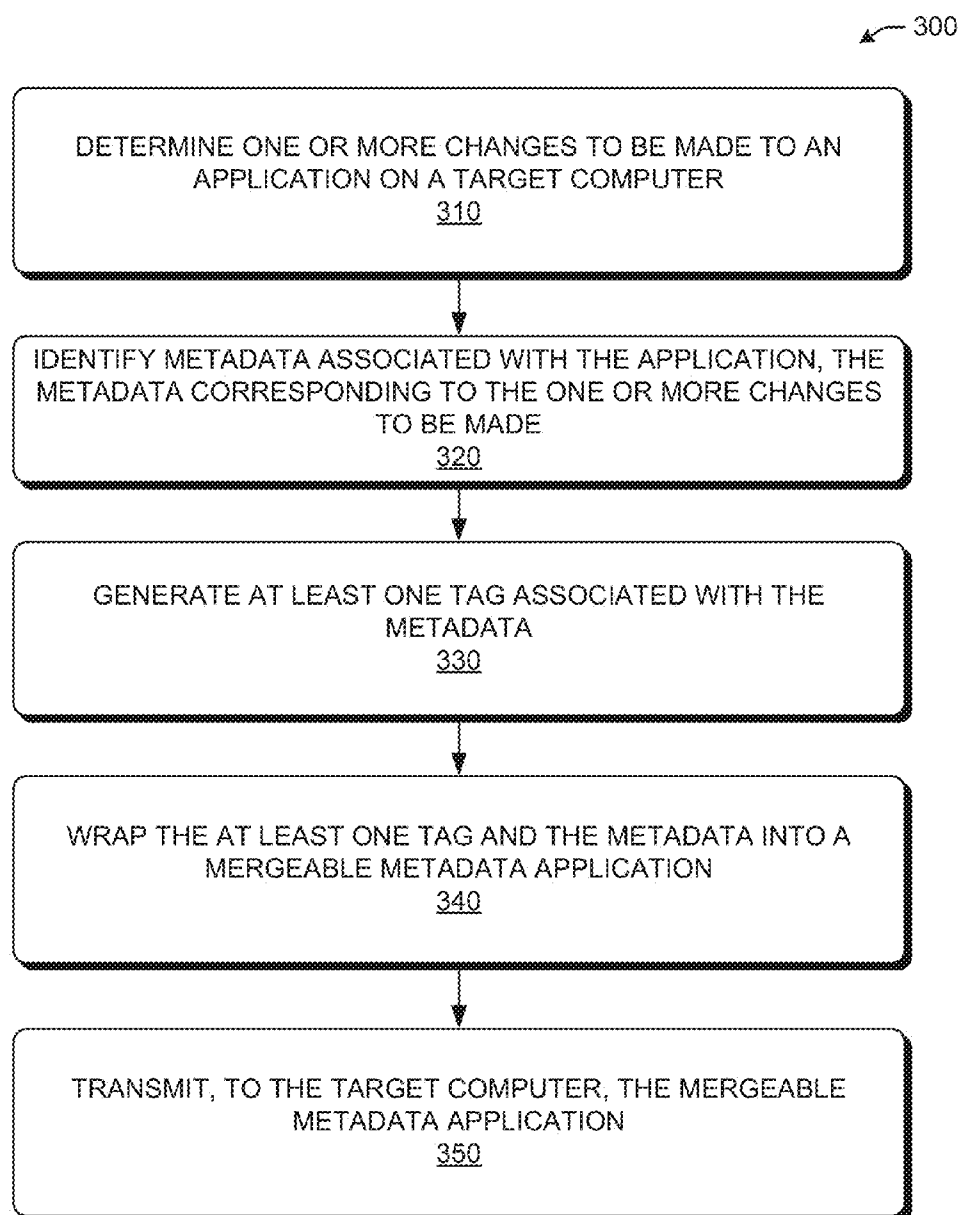 300
DETERMINE ONE OR MORE CHANGES TO BE MADE TO AN
APPLICATION ON A TARGET COMPUTER
310
IDENTIFY METADATA ASSOCIATED WITH THE APPLICATION, THE
METADATA CORRESPONDING TO THE ONE OR MORE CHANGES
TO BE MADE
320
GENERATE AT LEAST ONE TAG ASSOCIATED WITH THE
METADATA
330
WRAP THE AT LEAST ONE TAG AND THE METADATA INTO A
MERGEABLE METADATA APPLICATION
340
TRANSMIT, TO THE TARGET COMPUTER, THE MERGEABLE
METADATA APPLICATION
350